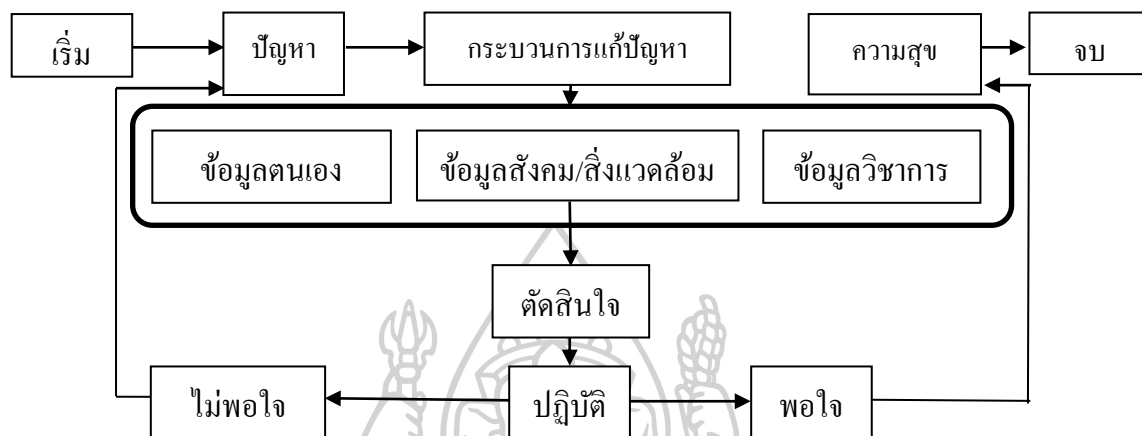 เริ่ม
ปัญหา
กระบวนการแก้ปัญหา
ความสุข
จบ
ข้อมูลตนเอง
ข้อมูลสังคม/สิ่งแวดล้อม
ข้อมูลวิชาการ
ตัดสินใจ
ไม่พอใจ
ปฏิบัติ
พอใจ